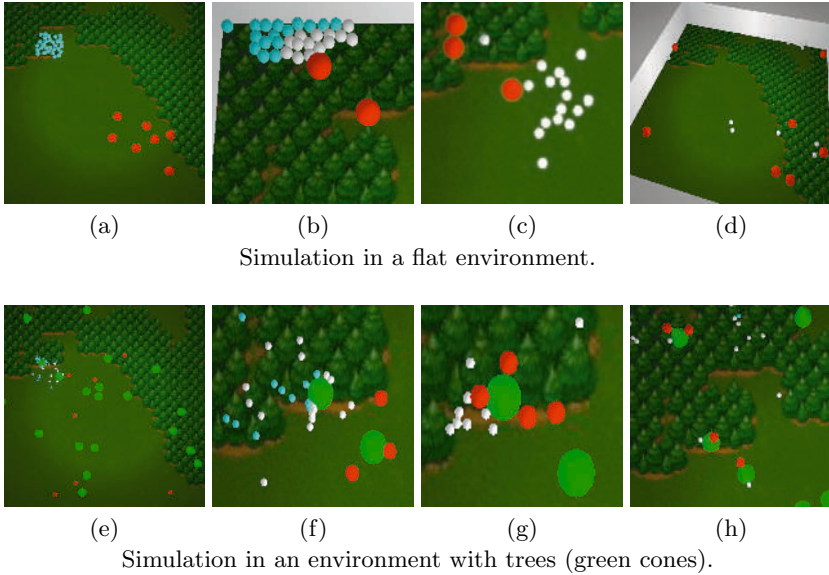 (a) (b) (c) (d)
Simulation in a flat environment.
(e) (f) (g) (h)
Simulation in an environment with trees (green cones).